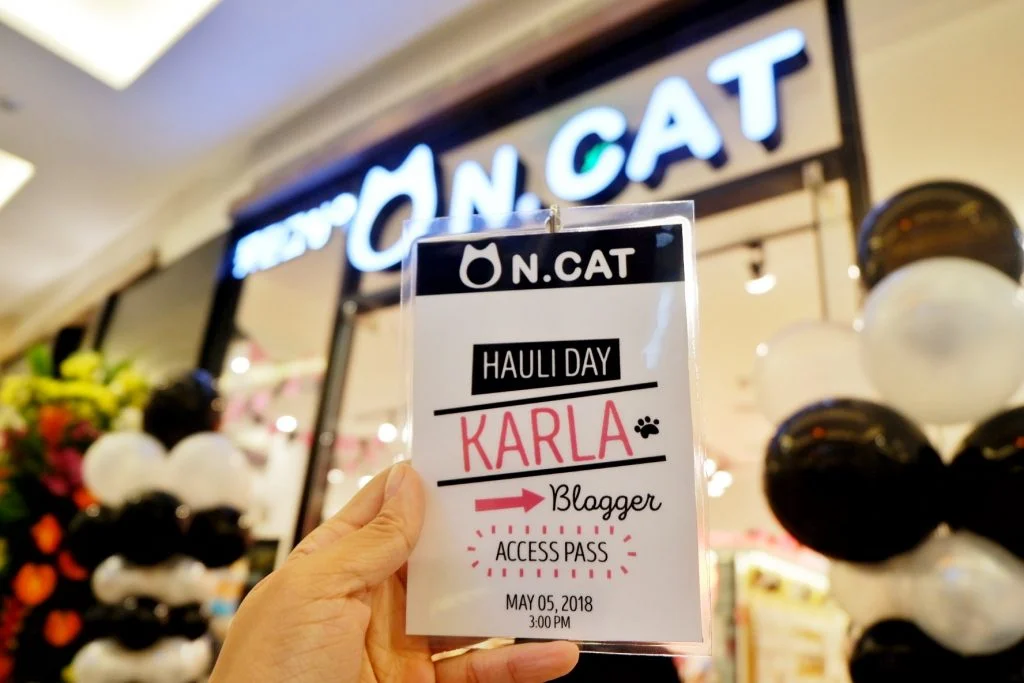 N.CAT
N.CAT
HAULI DAY
KARLA
Blogger
ACCESS PASS
MAY 05, 2018
3:00 PM